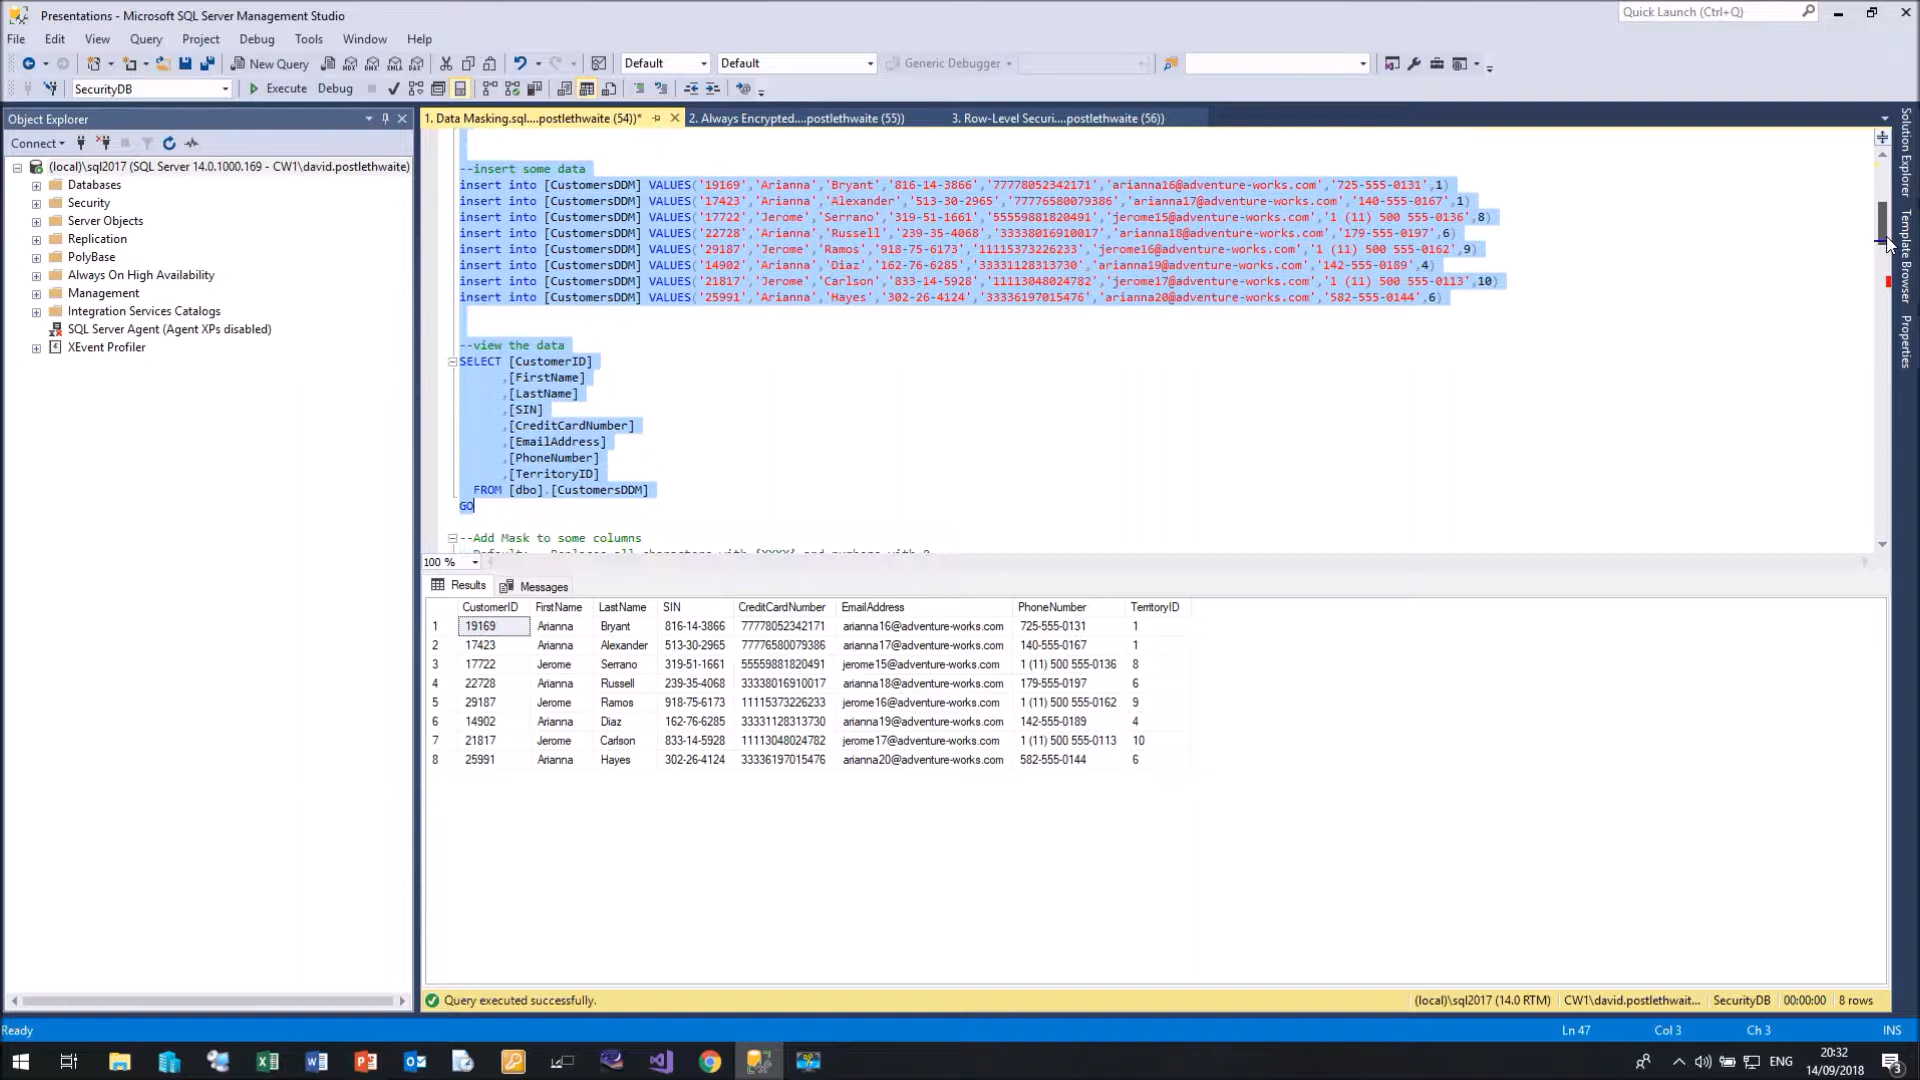 Presentations - Microsoft SQL Server Management Studio
Quick Launch (Ctrl+Q)
File Edit View Query Project Debug Tools Window Help
New Query
Default
Default
Generic Debugger
SecurityDB
Execute Debug
Object Explorer
1. Data Masking.sql....postlethwaite (54))*
2. Always Encrypted....postlethwaite (55))
3. Row-Level Securi....postlethwaite (56))
Connect
(local)\sql2017 (SQL Server 14.0.1000.169 - CW1\david.postlethwaite)
Databases
Security
Server Objects
Replication
PolyBase
Always On High Availability
Management
Integration Services Catalogs
SQL Server Agent (Agent XPs disabled)
XEvent Profiler
--insert some data
insert into [CustomersDDM] VALUES('19169','Arianna','Bryant','816-14-3866','77778052342171','arianna16@adventure-works.com','725-555-0131',1)
insert into [CustomersDDM] VALUES('17423','Arianna','Alexander','513-30-2965','77776580079386','arianna17@adventure-works.com','140-555-0167',1)
insert into [CustomersDDM] VALUES('17722','Jerome','Serrano','319-51-1661','55559881820491','jerome15@adventure-works.com','1 (11) 500 555-0136',8)
insert into [CustomersDDM] VALUES('22728','Arianna','Russell','239-35-4068','33338016910017','arianna18@adventure-works.com','179-555-0197',6)
insert into [CustomersDDM] VALUES('29187','Jerome','Ramos','918-75-6173','11115373226233','jerome16@adventure-works.com','1 (11) 500 555-0162',9)
insert into [CustomersDDM] VALUES('14902','Arianna','Diaz','162-76-6285','33331128313730','arianna19@adventure-works.com','142-555-0189',4)
insert into [CustomersDDM] VALUES('21817','Jerome','Carlson','833-14-5928','11113048024782','jerome17@adventure-works.com','1 (11) 500 555-0113',10)
insert into [CustomersDDM] VALUES('25991','Arianna','Hayes','302-26-4124','33336197015476','arianna20@adventure-works.com','582-555-0144',6)
--view the data
SELECT [CustomerID]
,[FirstName]
,[LastName]
,[SIN]
,[CreditCardNumber]
,[EmailAddress]
,[PhoneNumber]
,[TerritoryID]
FROM [dbo].[CustomersDDM]
GO
--Add Mask to some columns
100 %
Results Messages
CustomerID FirstName LastName SIN CreditCardNumber EmailAddress PhoneNumber TerritoryID
1 19169 Arianna Bryant 816-14-3866 77778052342171 arianna16@adventure-works.com 725-555-0131 1
2 17423 Arianna Alexander 513-30-2965 77776580079386 arianna17@adventure-works.com 140-555-0167 1
3 17722 Jerome Serrano 319-51-1661 55559881820491 jerome15@adventure-works.com 1 (11) 500 555-0136 8
4 22728 Arianna Russell 239-35-4068 33338016910017 arianna18@adventure-works.com 179-555-0197 6
5 29187 Jerome Ramos 918-75-6173 11115373226233 jerome16@adventure-works.com 1 (11) 500 555-0162 9
6 14902 Arianna Diaz 162-76-6285 33331128313730 arianna19@adventure-works.com 142-555-0189 4
7 21817 Jerome Carlson 833-14-5928 11113048024782 jerome17@adventure-works.com 1 (11) 500 555-0113 10
8 25991 Arianna Hayes 302-26-4124 33336197015476 arianna20@adventure-works.com 582-555-0144 6
Query executed successfully.
(local)\sql2017 (14.0 RTM) CW1\david.postlethwait... SecurityDB 00:00:00 8 rows
Ready
Ln 47 Col 3 Ch 3 INS
Solution Explorer
Template Browser
Properties
ENG
20:32
14/09/2018
3